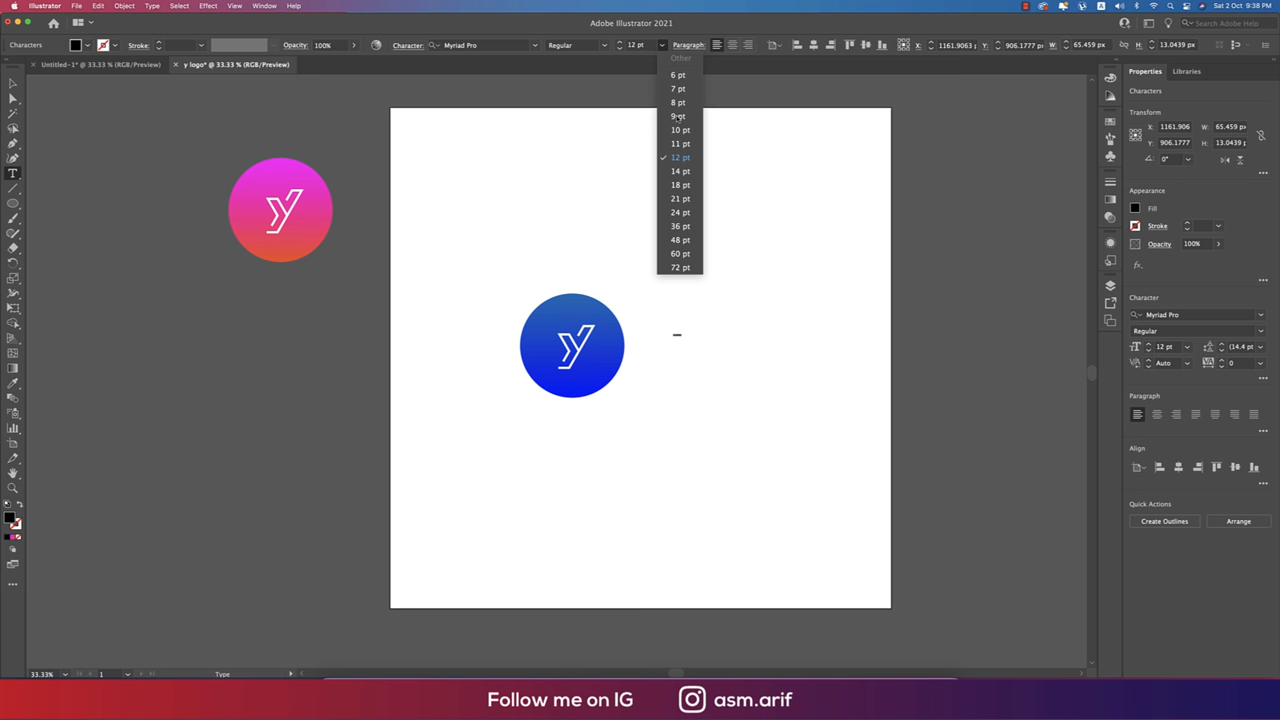 Illustrator File Edit Object Type Select Effect View Window Help
Sat 2 Oct 9:38 PM
Adobe Illustrator 2021
Search Adobe Help
Characters Stroke: Opacity: 100% Character: Myriad Pro Regular 12 pt Paragraph: X: 1161.9063 Y: 906.1777 W: 65.459 px H: 13.0439 px
Untitled-1* @ 33.33 % (RGB/Preview)
y logo* @ 33.33 % (RGB/Preview)
Other
6 pt
7 pt
8 pt
9 pt
10 pt
11 pt
12 pt
14 pt
18 pt
21 pt
24 pt
36 pt
48 pt
60 pt
72 pt
y
y
Properties Libraries
Characters
Transform
X: 1161.906 W: 65.459 px
Y: 906.1777 H: 13.0439 p
0°
Appearance
Fill
Stroke
Opacity 100%
fx.
Character
Myriad Pro
Regular
12 pt (14.4 pt
Auto 0
Paragraph
Align
Quick Actions
Create Outlines Arrange
33.33% 1 Type
Follow me on IG asm.arif